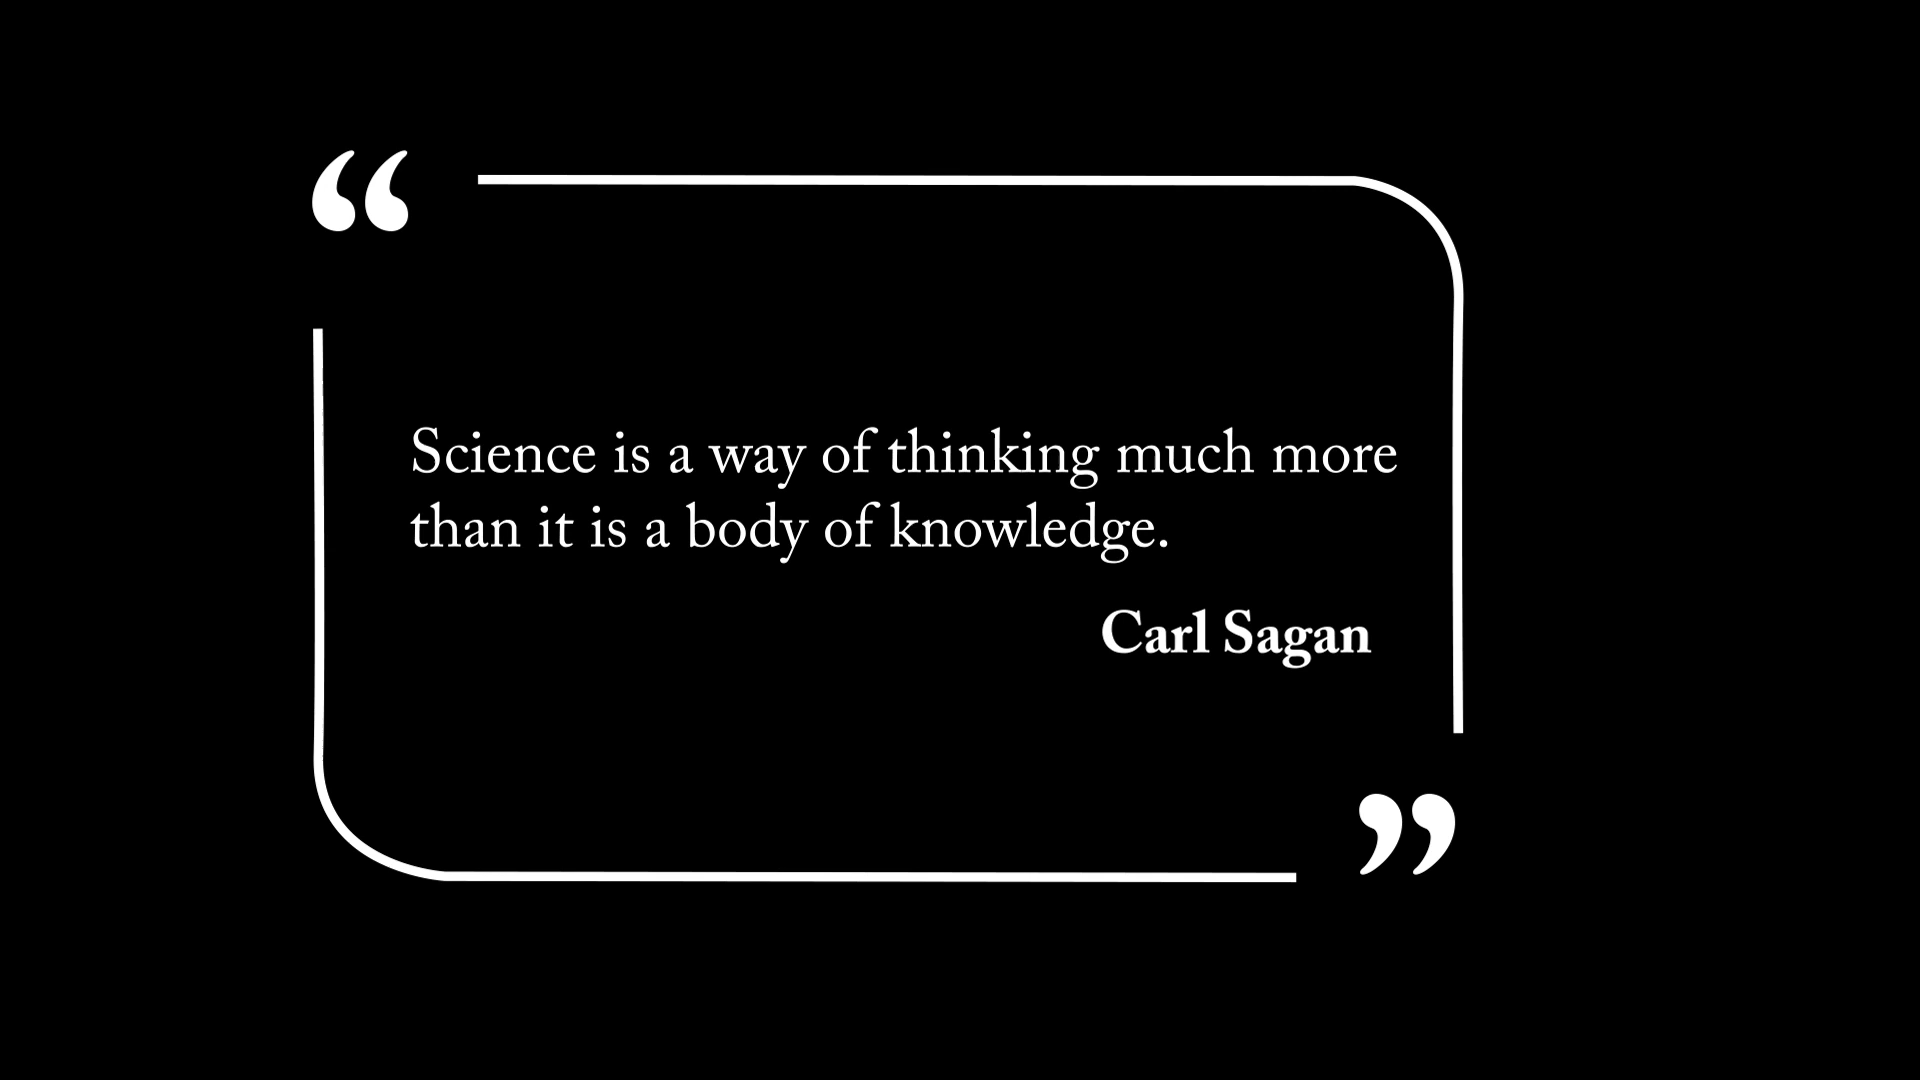 “
Science is a way of thinking much more
than it is a body of knowledge.
Carl Sagan
”